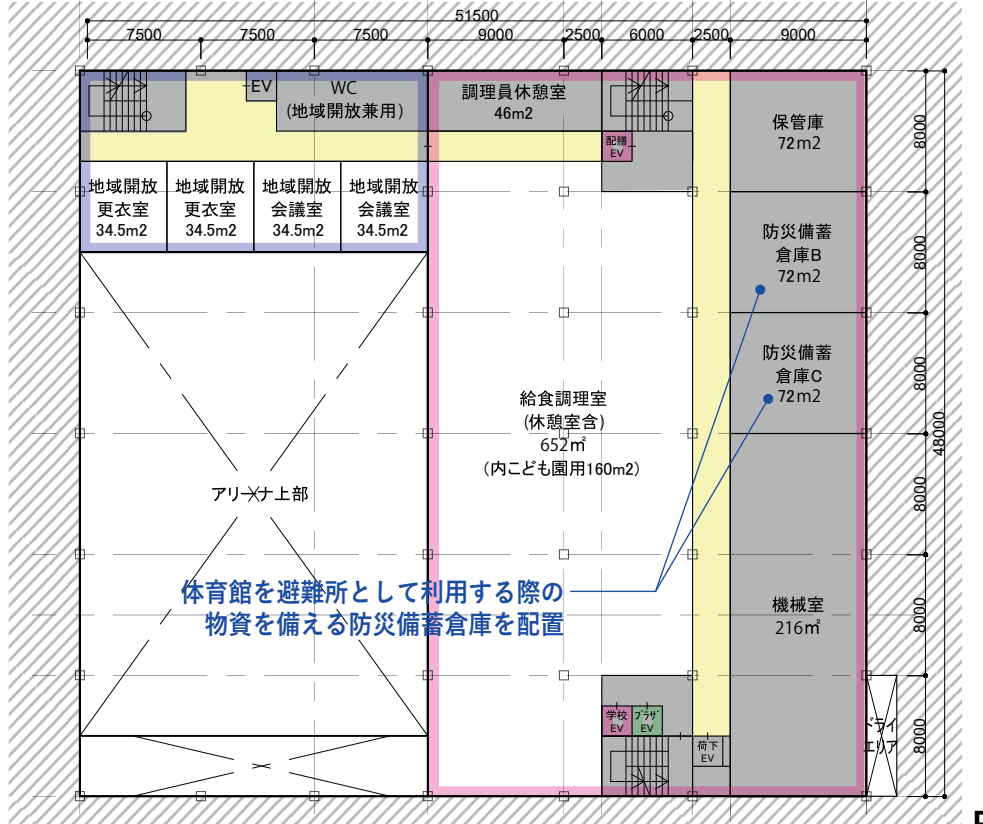 51500
7500
7500
7500
9000
2500
6000
2500
9000
EV
WC
(地域開放兼用)
調理員休憩室
46m2
配膳
EV
保管庫
72m2
8000
地域開放
更衣室
34.5m2
地域開放
更衣室
34.5m2
地域開放
会議室
34.5m2
地域開放
会議室
34.5m2
防災備蓄
倉庫B
72m2
8000
防災備蓄
倉庫C
72m2
8000
給食調理室
(休憩室含)
652㎡
(内こども園用160m2)
48000
アリーナ上部
8000
体育館を避難所として利用する際の
物資を備える防災備蓄倉庫を配置
機械室
216㎡
8000
学校
EV
プラザ
EV
荷下
EV
ドライ
エリア
8000